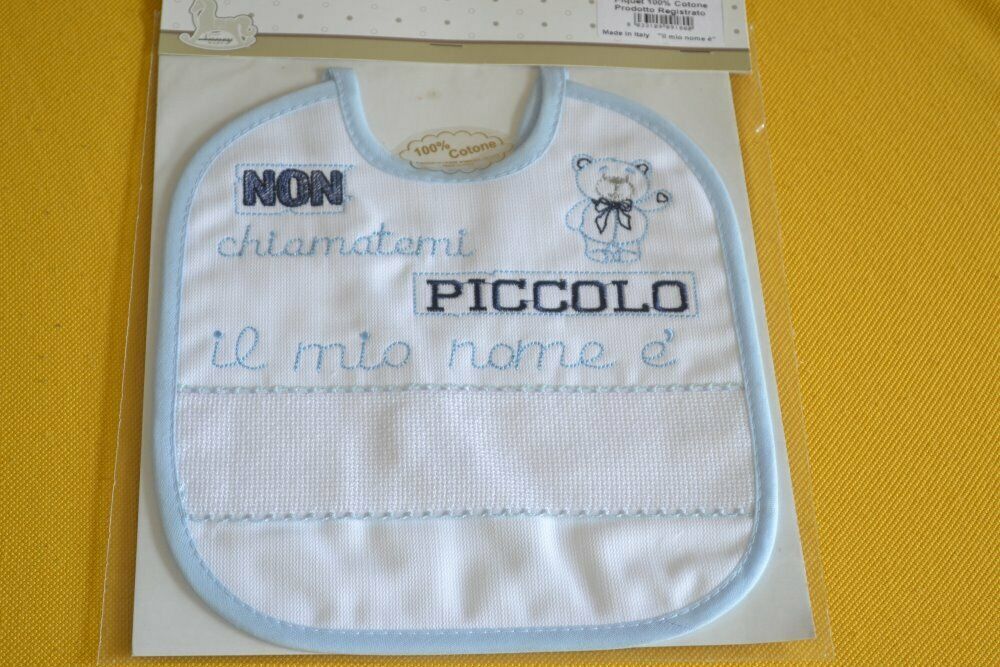 Piquet 100% Cotone
Prodotto Registrato
Made in Italy "Il mio nome é"
100% Cotone
NON
chiamatemi
PICCOLO
il mio nome é